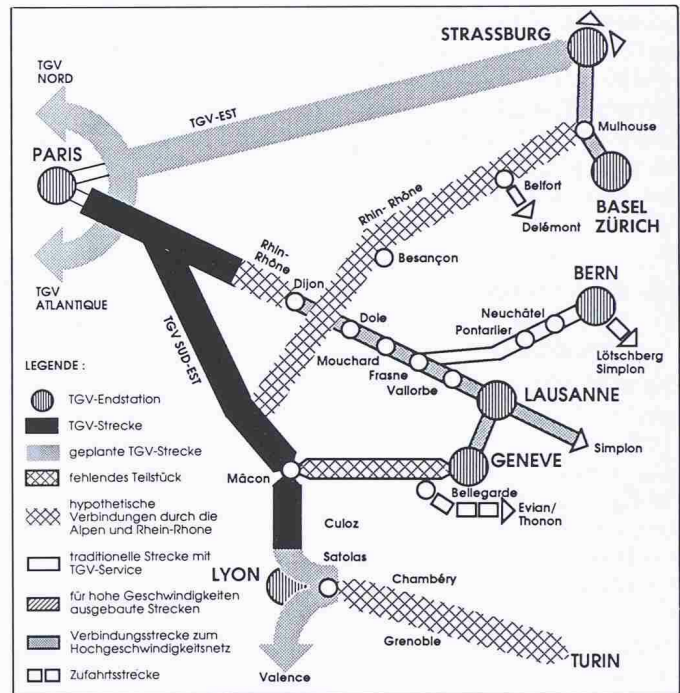 STRASSBURG
TGV
NORD
TGV-EST
Mulhouse
PARIS
Rhin-Rhône
Belfort
BASEL
ZÜRICH
Delémont
Rhin-
Rhône
Besançon
BERN
TGV
ATLANTIQUE
Dijon
Neuchâtel
Dole
Pontarlier
TGV SUD-EST
Lötschberg
Simplon
Mouchard
Frasne
Vallorbe
LAUSANNE
LEGENDE :
TGV-Endstation
TGV-Strecke
geplante TGV-Strecke
fehlendes Teilstück
hypothetische
Verbindungen durch die
Alpen und Rhein-Rhone
traditionelle Strecke mit
TGV-Service
für hohe Geschwindigkeiten
ausgebaute Strecken
Verbindungsstrecke zum
Hochgeschwindigkeitsnetz
Zufahrtsstrecke
Simplon
GENEVE
Mâcon
Bellegarde
Evian/
Thonon
Culoz
Satolas
LYON
Chambéry
Grenoble
TURIN
Valence